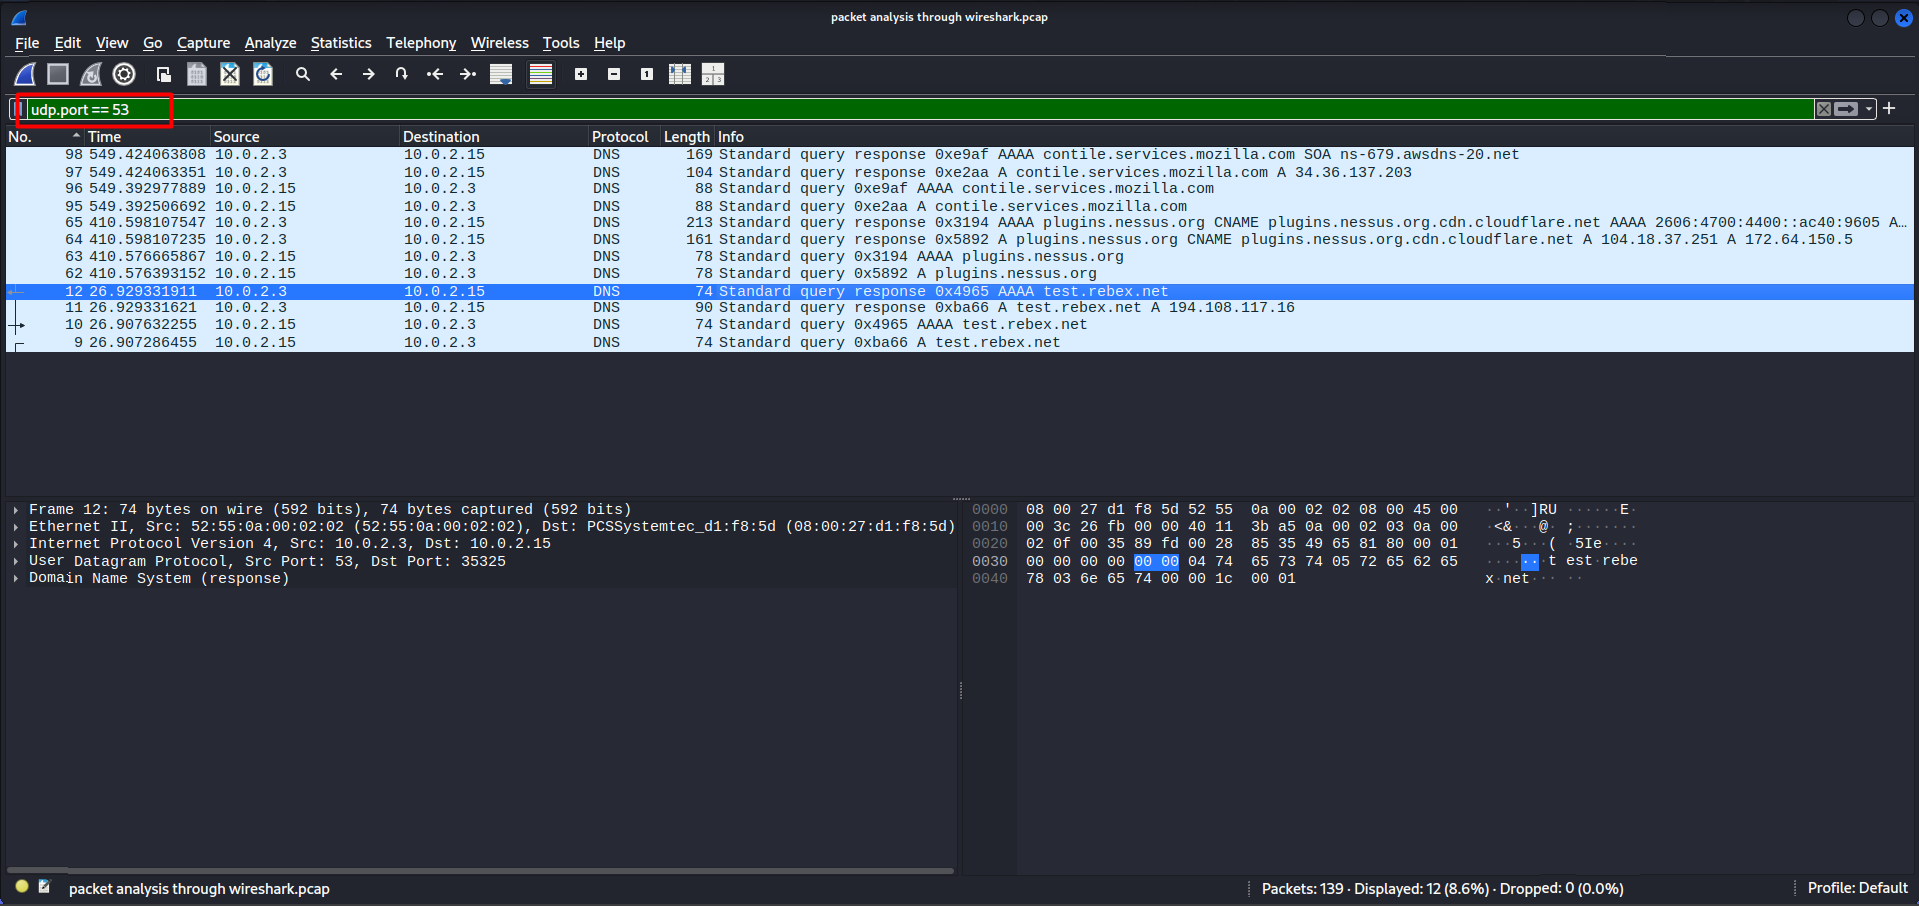 packet analysis through wireshark.pcap
File Edit View Go Capture Analyze Statistics Telephony Wireless Tools Help
udp.port == 53
No. Time Source Destination Protocol Length Info
98 549.424063808 10.0.2.3 10.0.2.15 DNS 169 Standard query response 0xe9af AAAA contile.services.mozilla.com SOA ns-679.awsdns-20.net
97 549.424063351 10.0.2.3 10.0.2.15 DNS 104 Standard query response 0xe2aa A contile.services.mozilla.com A 34.36.137.203
96 549.392977889 10.0.2.15 10.0.2.3 DNS 88 Standard query 0xe9af AAAA contile.services.mozilla.com
95 549.392506692 10.0.2.15 10.0.2.3 DNS 88 Standard query 0xe2aa A contile.services.mozilla.com
65 410.598107547 10.0.2.3 10.0.2.15 DNS 213 Standard query response 0x3194 AAAA plugins.nessus.org CNAME plugins.nessus.org.cdn.cloudflare.net AAAA 2606:4700:4400::ac40:9605 A…
64 410.598107235 10.0.2.3 10.0.2.15 DNS 161 Standard query response 0x5892 A plugins.nessus.org CNAME plugins.nessus.org.cdn.cloudflare.net A 104.18.37.251 A 172.64.150.5
63 410.576665867 10.0.2.15 10.0.2.3 DNS 78 Standard query 0x3194 AAAA plugins.nessus.org
62 410.576393152 10.0.2.15 10.0.2.3 DNS 78 Standard query 0x5892 A plugins.nessus.org
12 26.929331911 10.0.2.3 10.0.2.15 DNS 74 Standard query response 0x4965 AAAA test.rebex.net
11 26.929331621 10.0.2.3 10.0.2.15 DNS 90 Standard query response 0xba66 A test.rebex.net A 194.108.117.16
10 26.907632255 10.0.2.15 10.0.2.3 DNS 74 Standard query 0x4965 AAAA test.rebex.net
9 26.907286455 10.0.2.15 10.0.2.3 DNS 74 Standard query 0xba66 A test.rebex.net
Frame 12: 74 bytes on wire (592 bits), 74 bytes captured (592 bits)
Ethernet II, Src: 52:55:0a:00:02:02 (52:55:0a:00:02:02), Dst: PCSSystemtec_d1:f8:5d (08:00:27:d1:f8:5d)
Internet Protocol Version 4, Src: 10.0.2.3, Dst: 10.0.2.15
User Datagram Protocol, Src Port: 53, Dst Port: 35325
Domain Name System (response)
0000 08 00 27 d1 f8 5d 52 55 0a 00 02 02 08 00 45 00 ··'··]RU ······E·
0010 00 3c 26 fb 00 00 40 11 3b a5 0a 00 02 03 0a 00 ·<&···@· ;·······
0020 02 0f 00 35 89 fd 00 28 85 35 49 65 81 80 00 01 ···5···( ·5Ie····
0030 00 00 00 00 00 00 04 74 65 73 74 05 72 65 62 65 ·······t est·rebe
0040 78 03 6e 65 74 00 00 1c 00 01 x·net··· ··
packet analysis through wireshark.pcap
Packets: 139 · Displayed: 12 (8.6%) · Dropped: 0 (0.0%)
Profile: Default